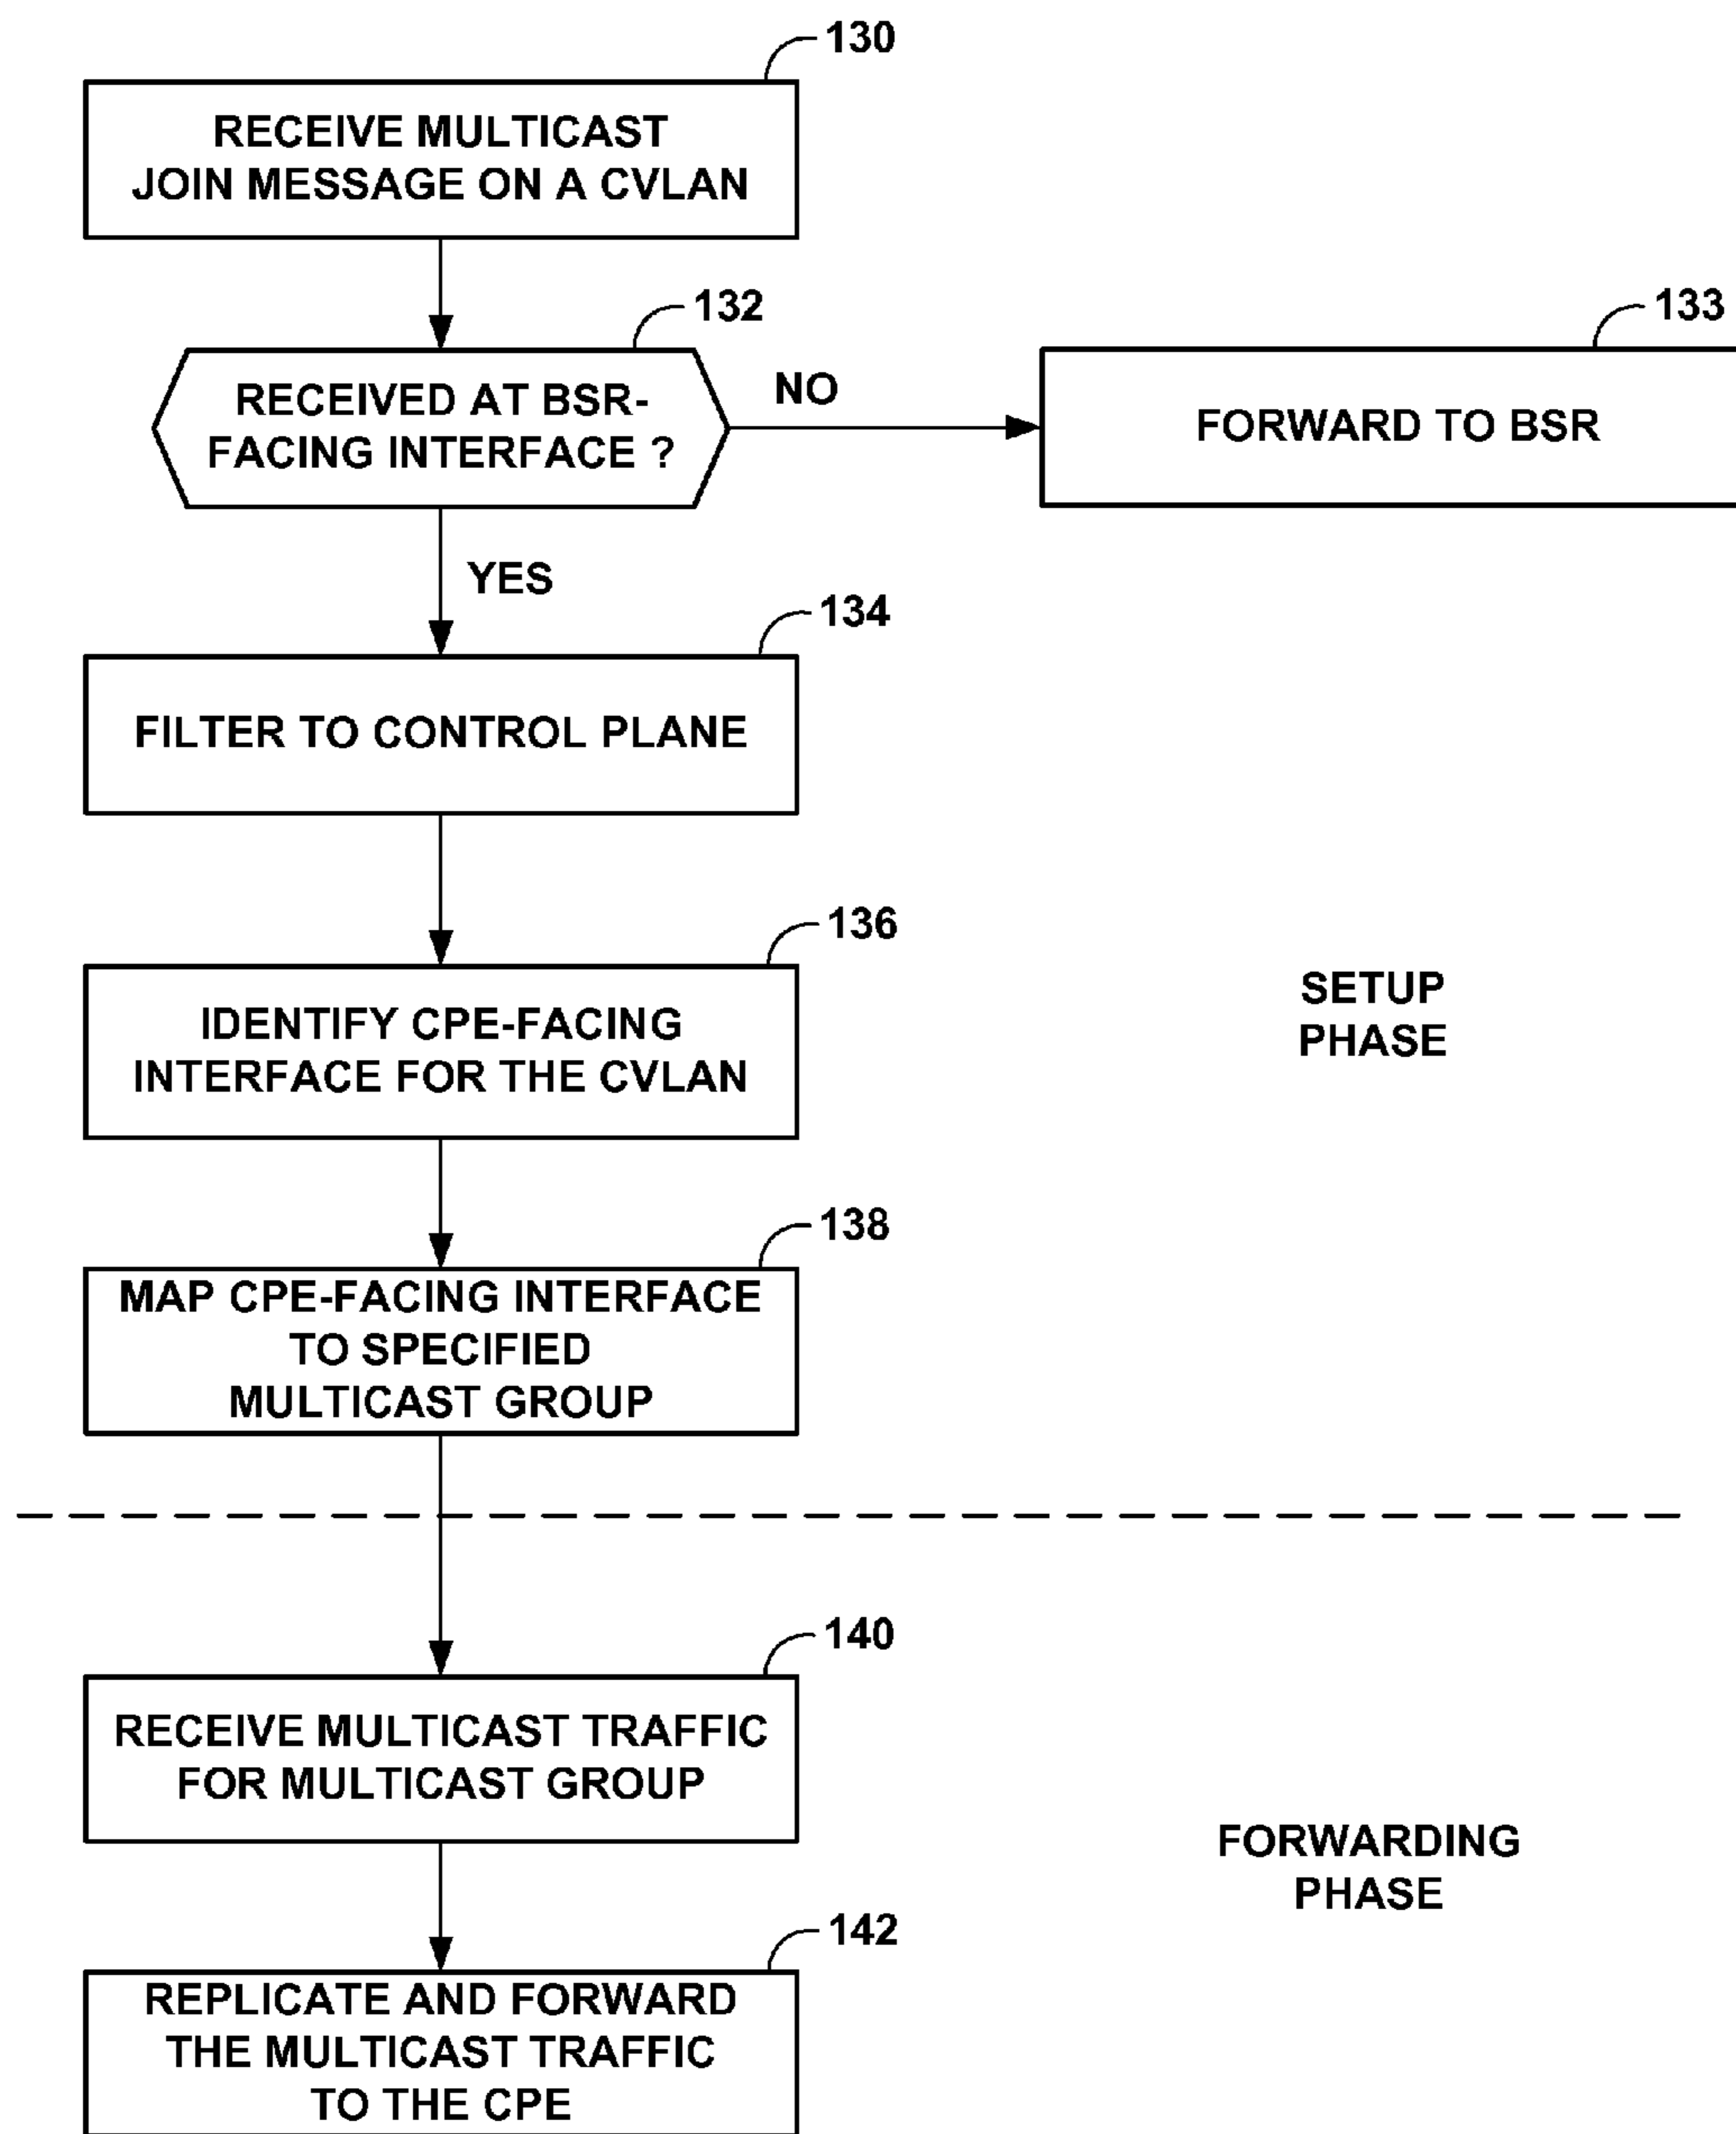 130
RECEIVE MULTICAST
JOIN MESSAGE ON A CVLAN
132
RECEIVED AT BSR-
FACING INTERFACE ?
NO
133
FORWARD TO BSR
YES
134
FILTER TO CONTROL PLANE
136
IDENTIFY CPE-FACING
INTERFACE FOR THE CVLAN
SETUP
PHASE
138
MAP CPE-FACING INTERFACE
TO SPECIFIED
MULTICAST GROUP
140
RECEIVE MULTICAST TRAFFIC
FOR MULTICAST GROUP
FORWARDING
PHASE
142
REPLICATE AND FORWARD
THE MULTICAST TRAFFIC
TO THE CPE